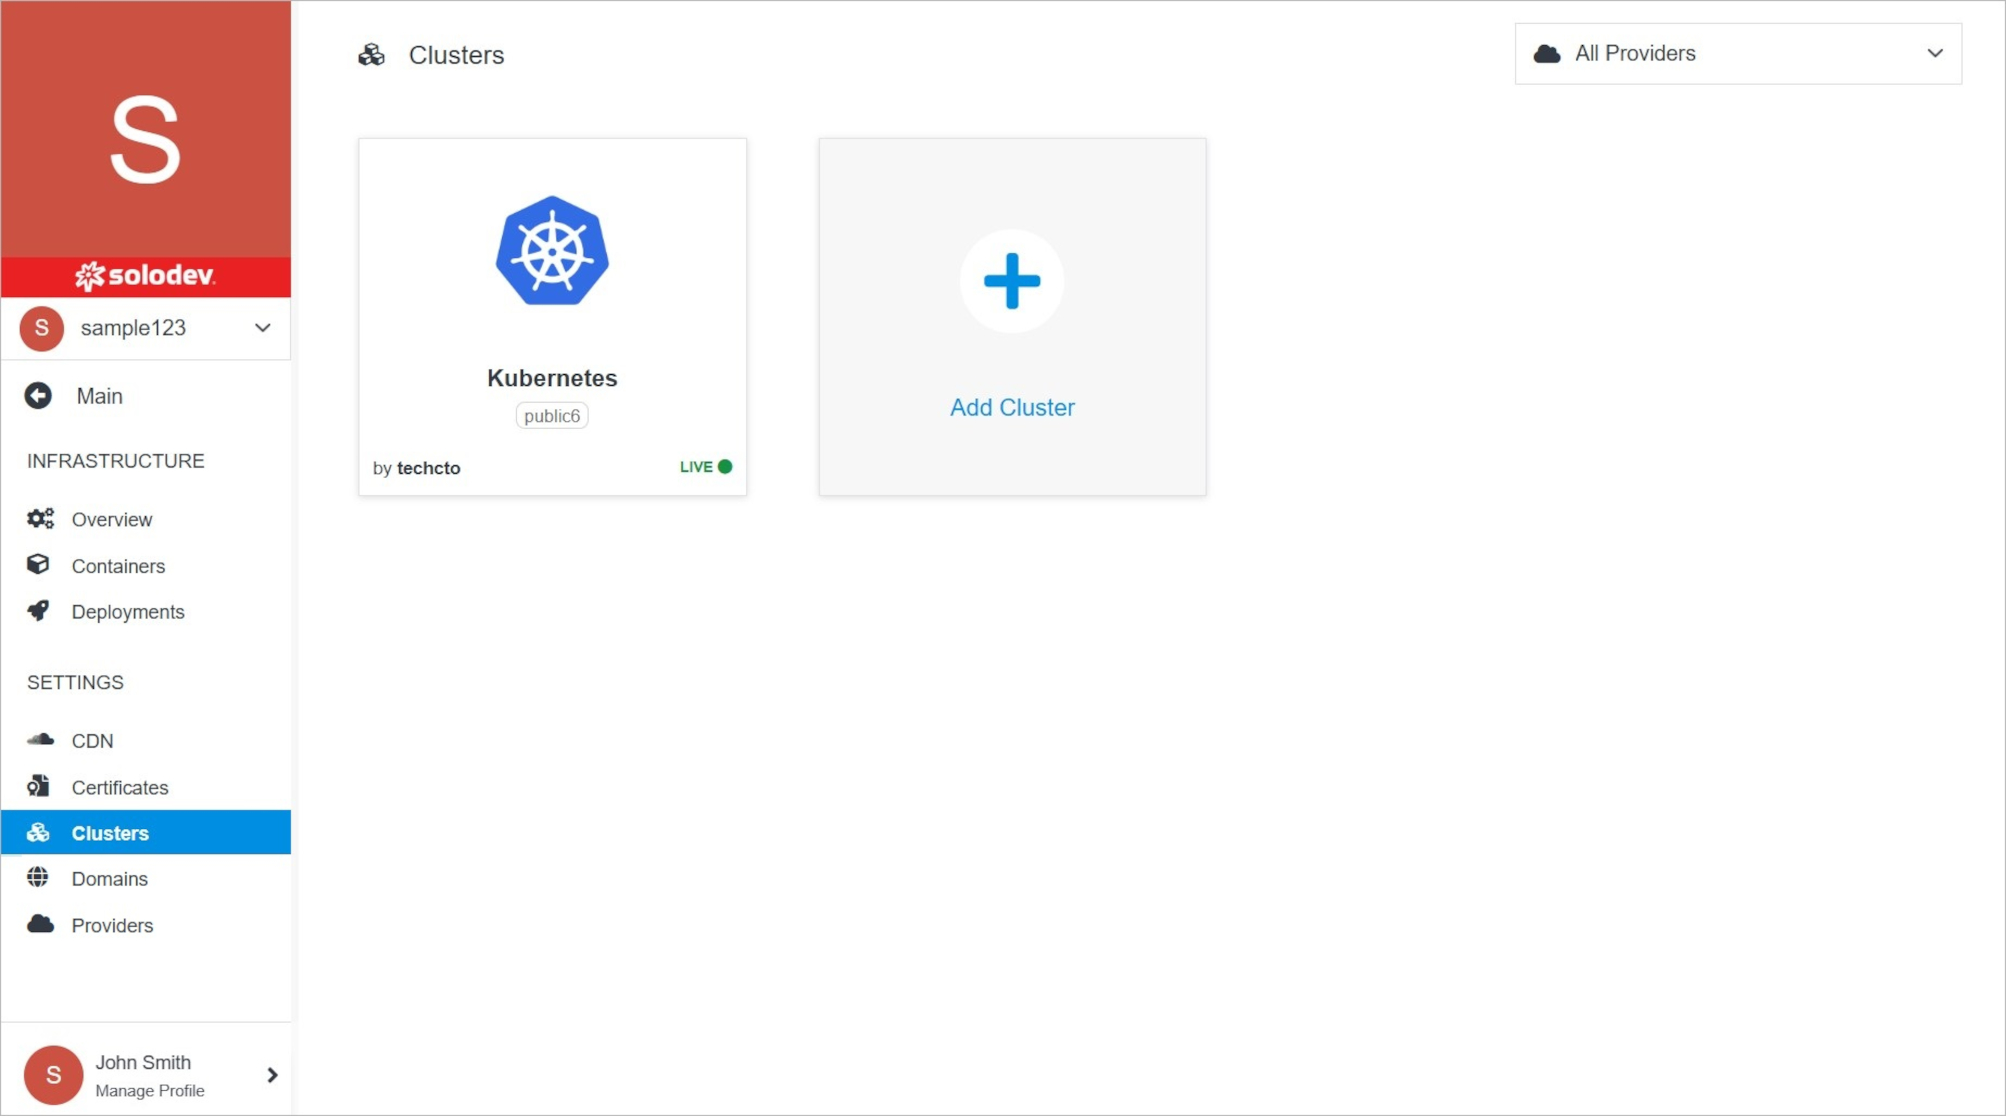 S
solodev
S sample123
Main
INFRASTRUCTURE
Overview
Containers
Deployments
SETTINGS
CDN
Certificates
Clusters
Domains
Providers
S John Smith
Manage Profile
Clusters
All Providers
Kubernetes
public6
by techcto LIVE
Add Cluster